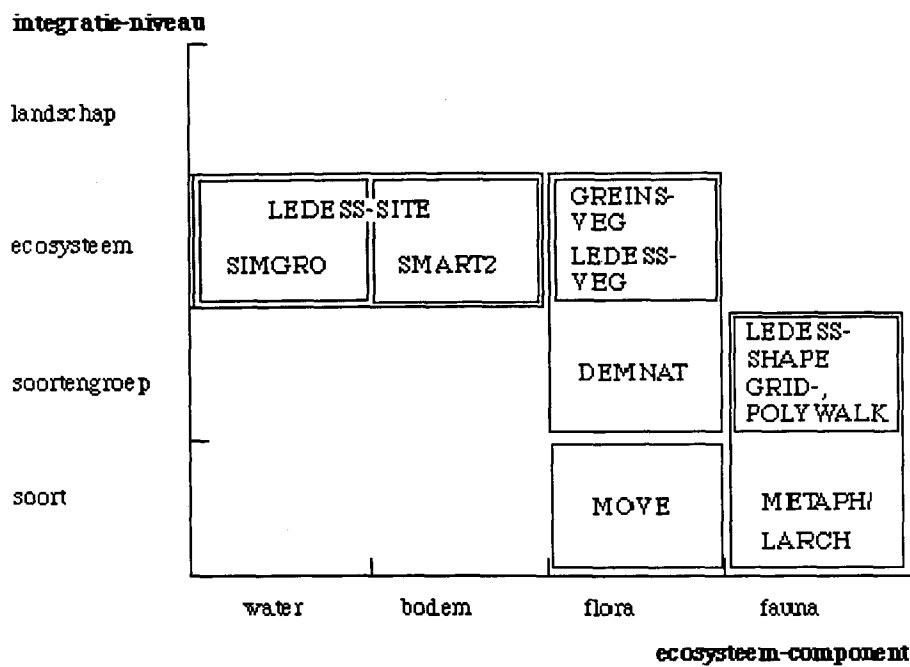 integratie-niveau
landschap
ecosysteem
soortengroep
soort
LEDESS-SITE
SIMGRO
SMART2
GREINS-
VEG
LEDESS-
VEG
DEMNAT
MOVE
LEDESS-
SHAPE
GRID-,
POLYWALK
METAPH/
LARCH
water
bodem
flora
fauna
ecosysteem-component